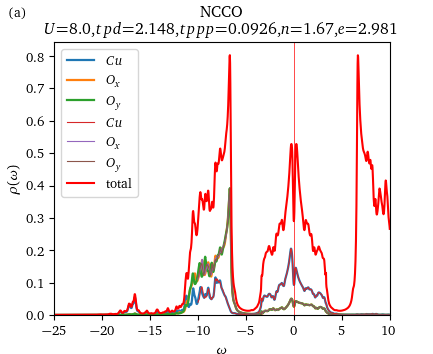 (a)
NCCO
U=8.0,tpd=2.148,tppp=0.0926,n=1.67,e=2.981
Cu
Ox
Oy
Cu
Ox
Oy
total
ρ(ω)
0.8
0.7
0.6
0.5
0.4
0.3
0.2
0.1
0.0
−25 −20 −15 −10 −5 0 5 10
ω